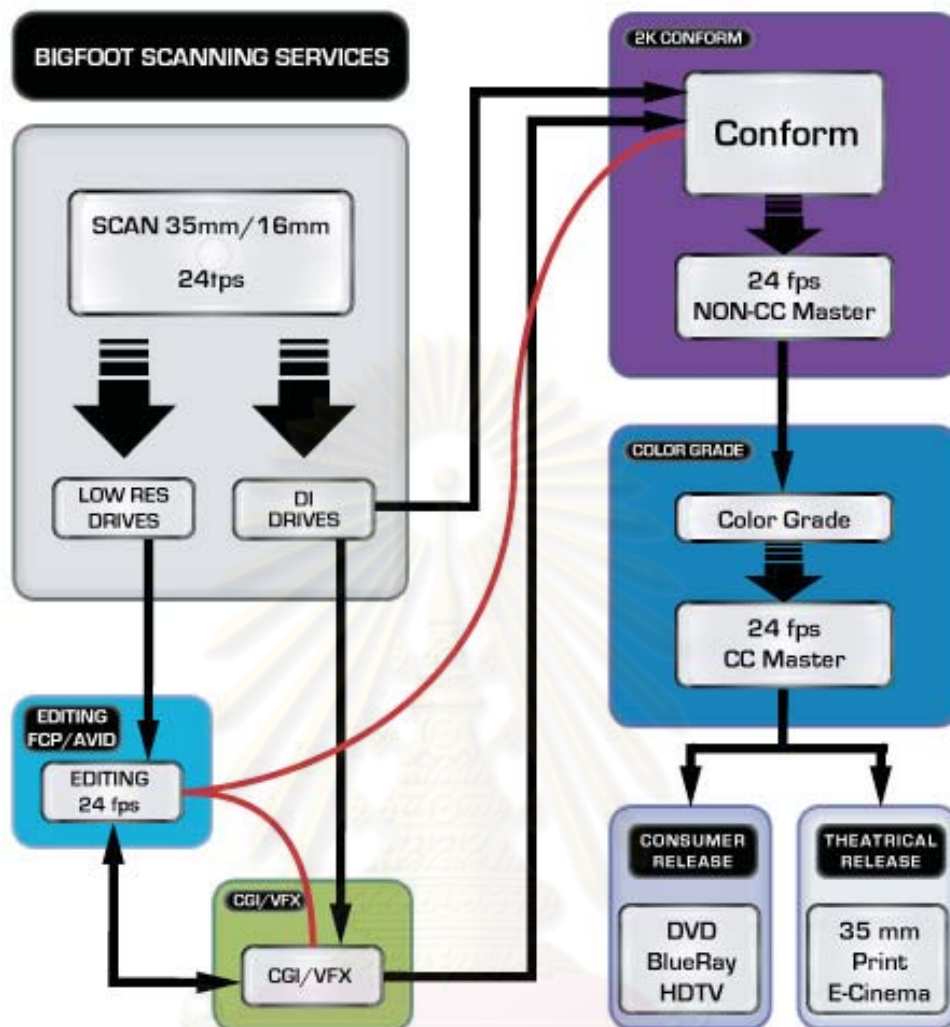 BIGFOOT SCANNING SERVICES
SCAN 35mm/16mm
24fps
LOW RES
DRIVES
DI
DRIVES
EDITING
FCP/AVID
EDITING
24 fps
CGI/VFX
CGI/VFX
2K CONFORM
Conform
24 fps
NON-CC Master
COLOR GRADE
Color Grade
24 fps
CC Master
CONSUMER
RELEASE
DVD
BlueRay
HDTV
THEATRICAL
RELEASE
35 mm
Print
E-Cinema